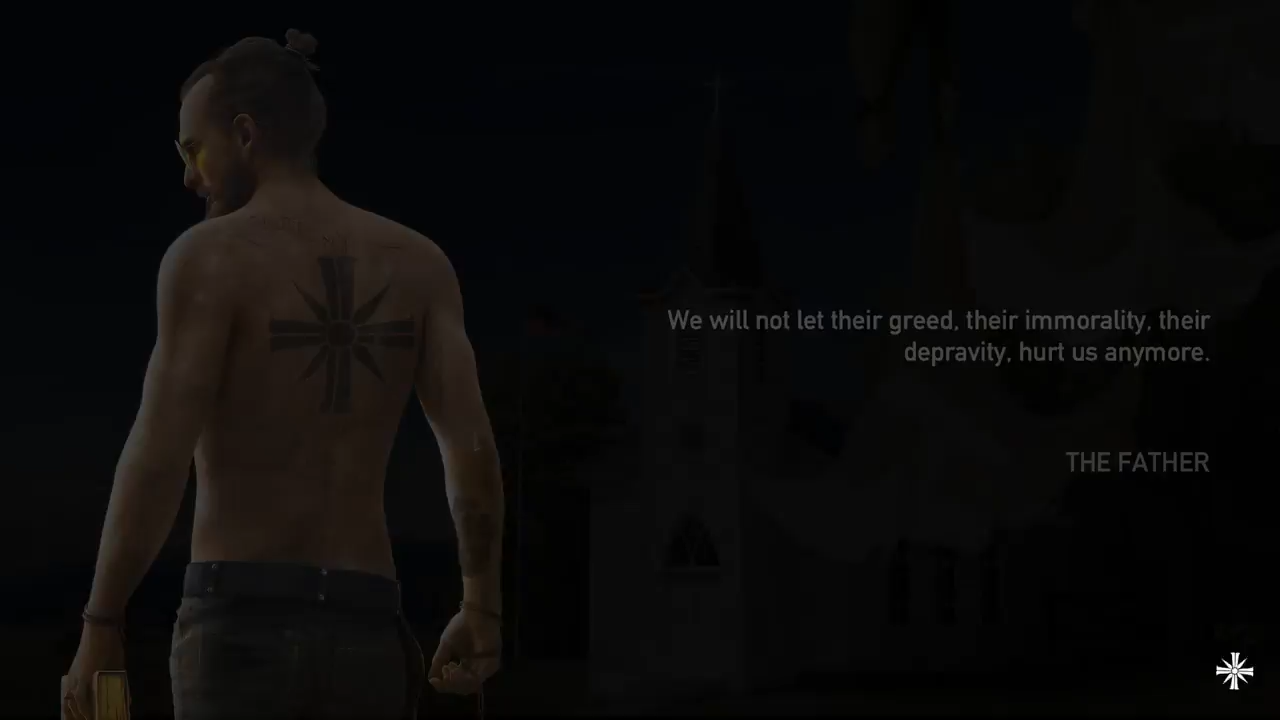 We will not let their greed, their immorality, their
depravity, hurt us anymore.
THE FATHER